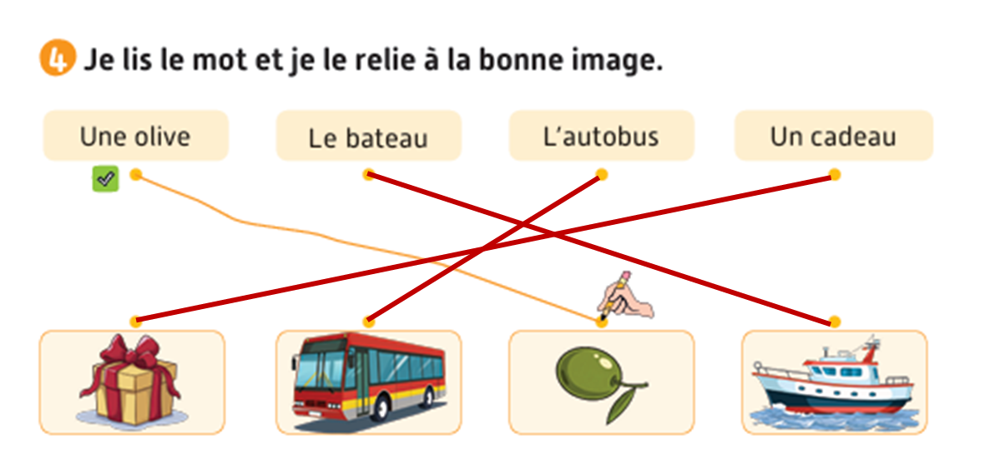 4 Je lis le mot et je le relie à la bonne image.
Une olive
Le bateau
L'autobus
Un cadeau